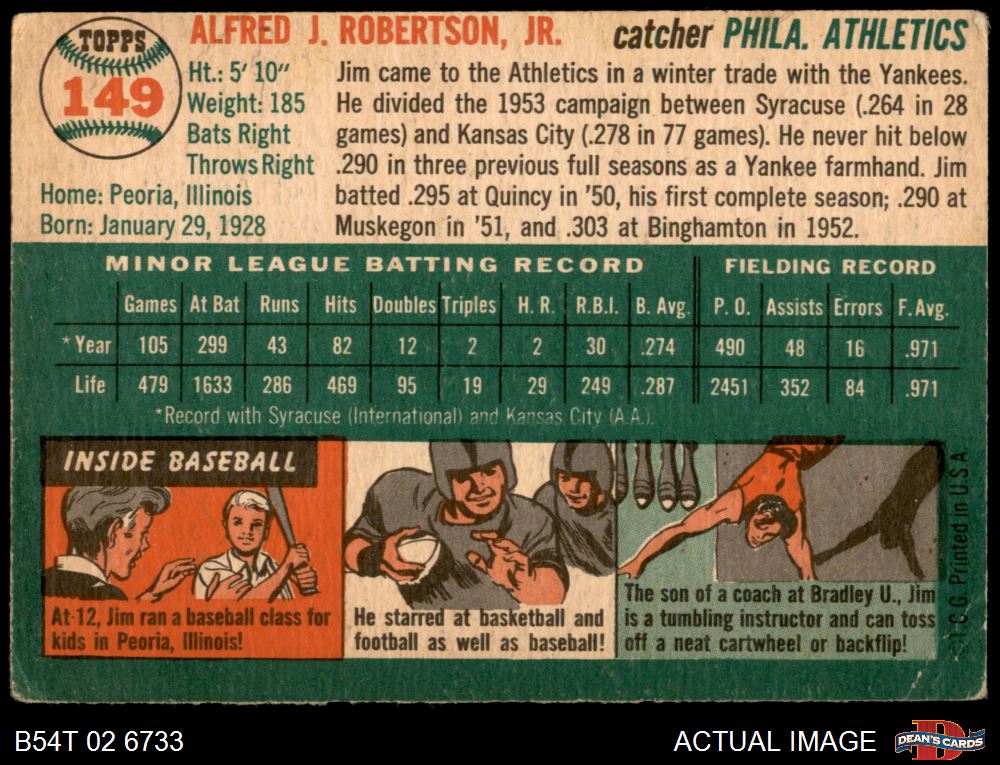 TOPPS
149
ALFRED J. ROBERTSON, JR. catcher PHILA. ATHLETICS
Ht.: 5' 10"
Weight: 185
Bats Right
Throws Right
Home: Peoria, Illinois
Born: January 29, 1928
Jim came to the Athletics in a winter trade with the Yankees.
He divided the 1953 campaign between Syracuse (.264 in 28
games) and Kansas City (.278 in 77 games). He never hit below
.290 in three previous full seasons as a Yankee farmhand. Jim
batted .295 at Quincy in '50, his first complete season; .290 at
Muskegon in '51, and .303 at Binghamton in 1952.
MINOR LEAGUE BATTING RECORD FIELDING RECORD
Games At Bat Runs Hits Doubles Triples H. R. R.B.I. B. Avg. P. O. Assists Errors F. Avg.
* Year 105 299 43 82 12 2 2 30 .274 490 48 16 .971
Life 479 1633 286 469 95 19 29 249 .287 2451 352 84 .971
*Record with Syracuse (International) and Kansas City (A.A.).
INSIDE BASEBALL
At 12, Jim ran a baseball class for
kids in Peoria, Illinois!
He starred at basketball and
football as well as baseball!
The son of a coach at Bradley U., Jim
is a tumbling instructor and can toss
off a neat cartwheel or backflip!
©T.C.G. Printed in U.S.A.
B54T 02 6733
ACTUAL IMAGE
DEAN'S CARDS